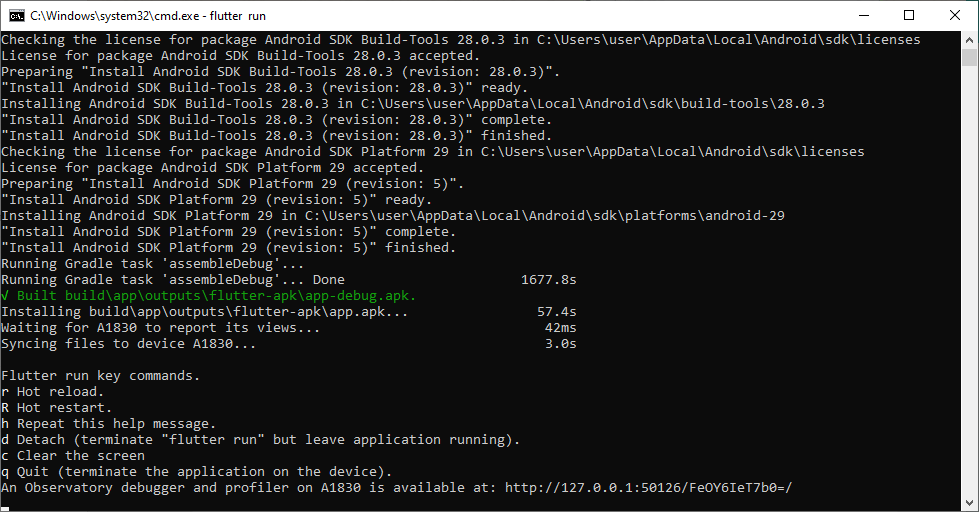 C:\Windows\system32\cmd.exe - flutter run
Checking the license for package Android SDK Build-Tools 28.0.3 in C:\Users\user\AppData\Local\Android\sdk\licenses
License for package Android SDK Build-Tools 28.0.3 accepted.
Preparing "Install Android SDK Build-Tools 28.0.3 (revision: 28.0.3)".
"Install Android SDK Build-Tools 28.0.3 (revision: 28.0.3)" ready.
Installing Android SDK Build-Tools 28.0.3 in C:\Users\user\AppData\Local\Android\sdk\build-tools\28.0.3
"Install Android SDK Build-Tools 28.0.3 (revision: 28.0.3)" complete.
"Install Android SDK Build-Tools 28.0.3 (revision: 28.0.3)" finished.
Checking the license for package Android SDK Platform 29 in C:\Users\user\AppData\Local\Android\sdk\licenses
License for package Android SDK Platform 29 accepted.
Preparing "Install Android SDK Platform 29 (revision: 5)".
"Install Android SDK Platform 29 (revision: 5)" ready.
Installing Android SDK Platform 29 in C:\Users\user\AppData\Local\Android\sdk\platforms\android-29
"Install Android SDK Platform 29 (revision: 5)" complete.
"Install Android SDK Platform 29 (revision: 5)" finished.
Running Gradle task 'assembleDebug'...
Running Gradle task 'assembleDebug'... Done 1677.8s
√ Built build\app\outputs\flutter-apk\app-debug.apk.
Installing build\app\outputs\flutter-apk\app.apk... 57.4s
Waiting for A1830 to report its views... 42ms
Syncing files to device A1830... 3.0s
Flutter run key commands.
r Hot reload.
R Hot restart.
h Repeat this help message.
d Detach (terminate "flutter run" but leave application running).
c Clear the screen
q Quit (terminate the application on the device).
An Observatory debugger and profiler on A1830 is available at: http://127.0.0.1:50126/FeOY6IeT7b0=/